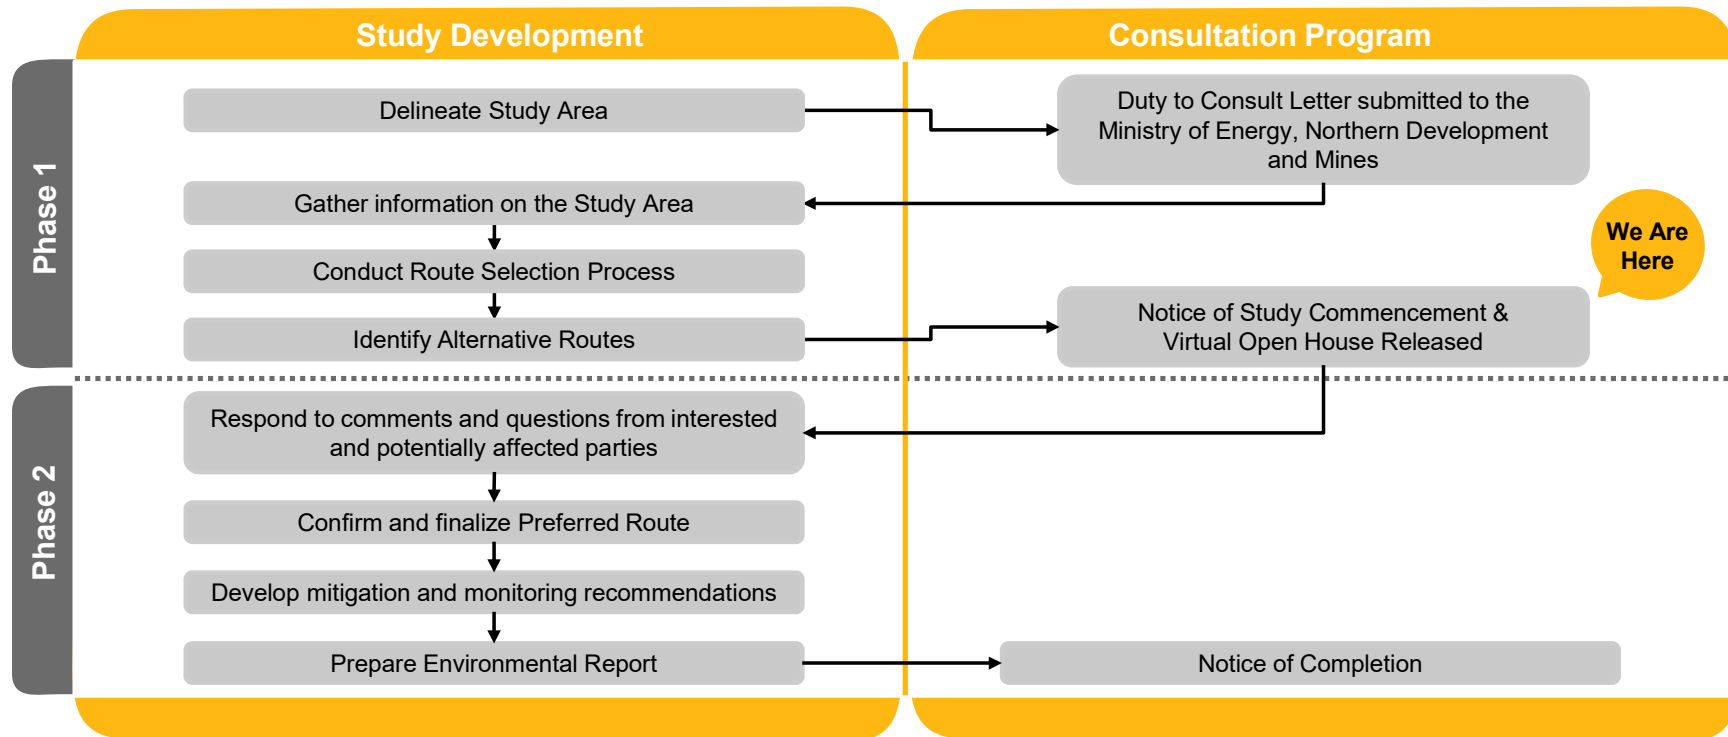 Study Development
Consultation Program
Phase 1
Delineate Study Area
Duty to Consult Letter submitted to the
Ministry of Energy, Northern Development
and Mines
Gather information on the Study Area
We Are
Here
Conduct Route Selection Process
Identify Alternative Routes
Notice of Study Commencement &
Virtual Open House Released
Phase 2
Respond to comments and questions from interested
and potentially affected parties
Confirm and finalize Preferred Route
Develop mitigation and monitoring recommendations
Prepare Environmental Report
Notice of Completion